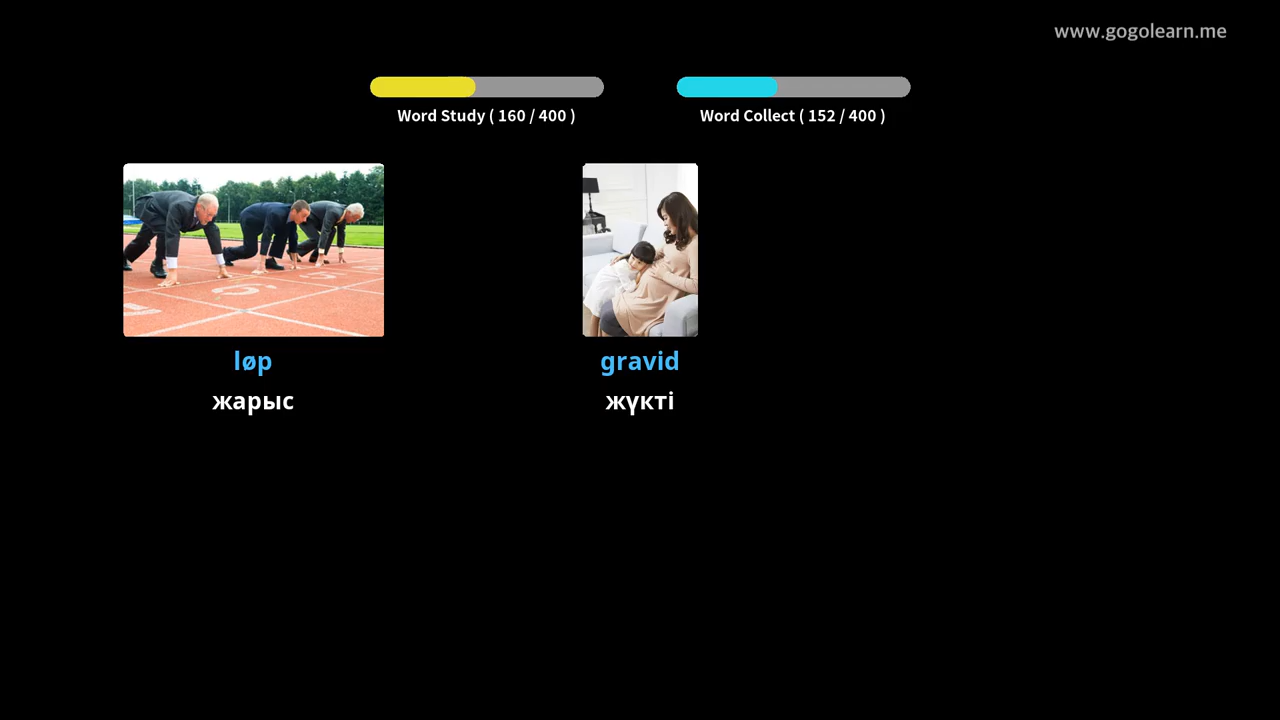 www.gogolearn.me
Word Study ( 160 / 400 )
Word Collect ( 152 / 400 )
løp
жарыс
gravid
жүкті